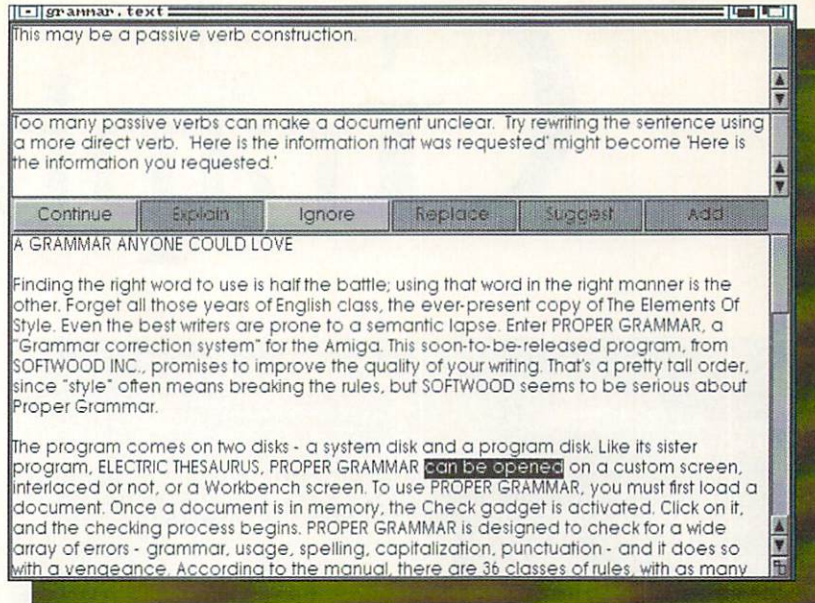 grammar.text
This may be a passive verb construction.
Too many passive verbs can make a document unclear. Try rewriting the sentence using
a more direct verb. 'Here is the information that was requested' might become 'Here is
the information you requested.'
Continue Explain Ignore Replace Suggest Add
A GRAMMAR ANYONE COULD LOVE
Finding the right word to use is half the battle; using that word in the right manner is the
other. Forget all those years of English class, the ever-present copy of The Elements Of
Style. Even the best writers are prone to a semantic lapse. Enter PROPER GRAMMAR, a
"Grammar correction system" for the Amiga. This soon-to-be-released program, from
SOFTWOOD INC., promises to improve the quality of your writing. That's a pretty tall order,
since "style" often means breaking the rules, but SOFTWOOD seems to be serious about
Proper Grammar.
The program comes on two disks - a system disk and a program disk. Like its sister
program, ELECTRIC THESAURUS, PROPER GRAMMAR can be opened on a custom screen,
interlaced or not, or a Workbench screen. To use PROPER GRAMMAR, you must first load a
document. Once a document is in memory, the Check gadget is activated. Click on it,
and the checking process begins. PROPER GRAMMAR is designed to check for a wide
array of errors - grammar, usage, spelling, capitalization, punctuation - and it does so
with a vengeance. According to the manual, there are 36 classes of rules, with as many